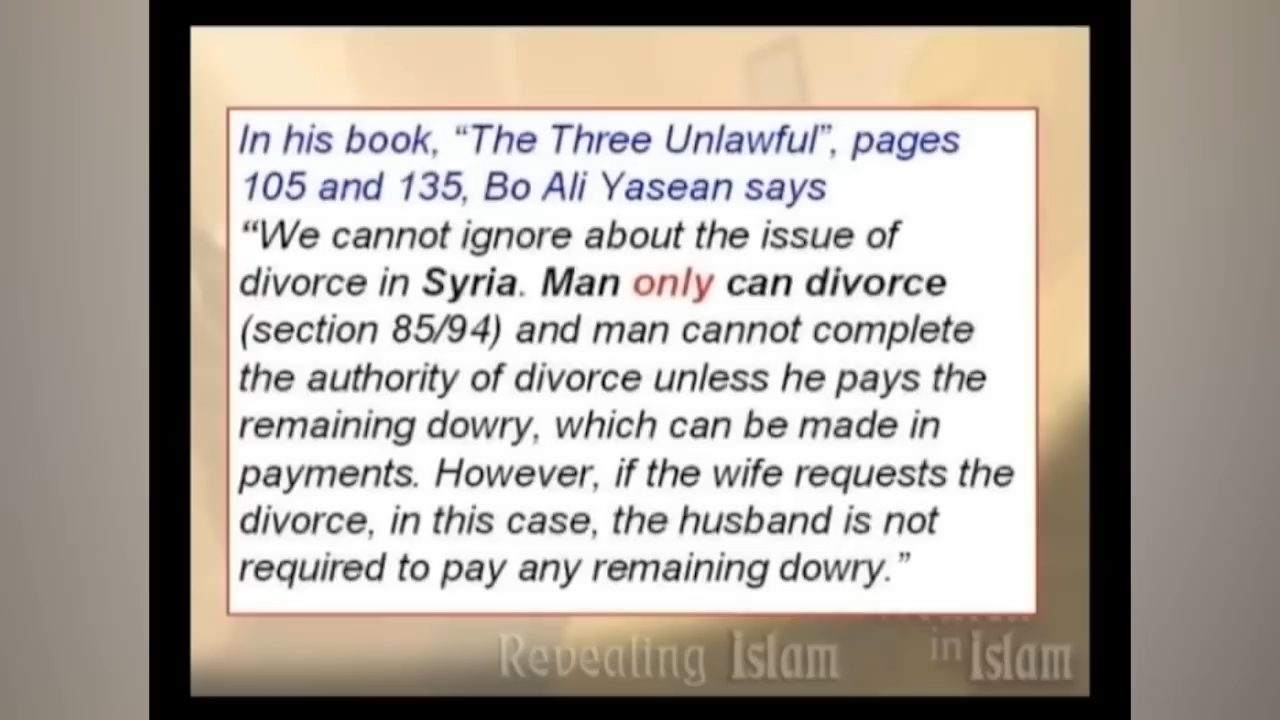 In his book, “The Three Unlawful”, pages
105 and 135, Bo Ali Yasean says
“We cannot ignore about the issue of
divorce in Syria. Man only can divorce
(section 85/94) and man cannot complete
the authority of divorce unless he pays the
remaining dowry, which can be made in
payments. However, if the wife requests the
divorce, in this case, the husband is not
required to pay any remaining dowry.”
Revealing Islam
in Islam